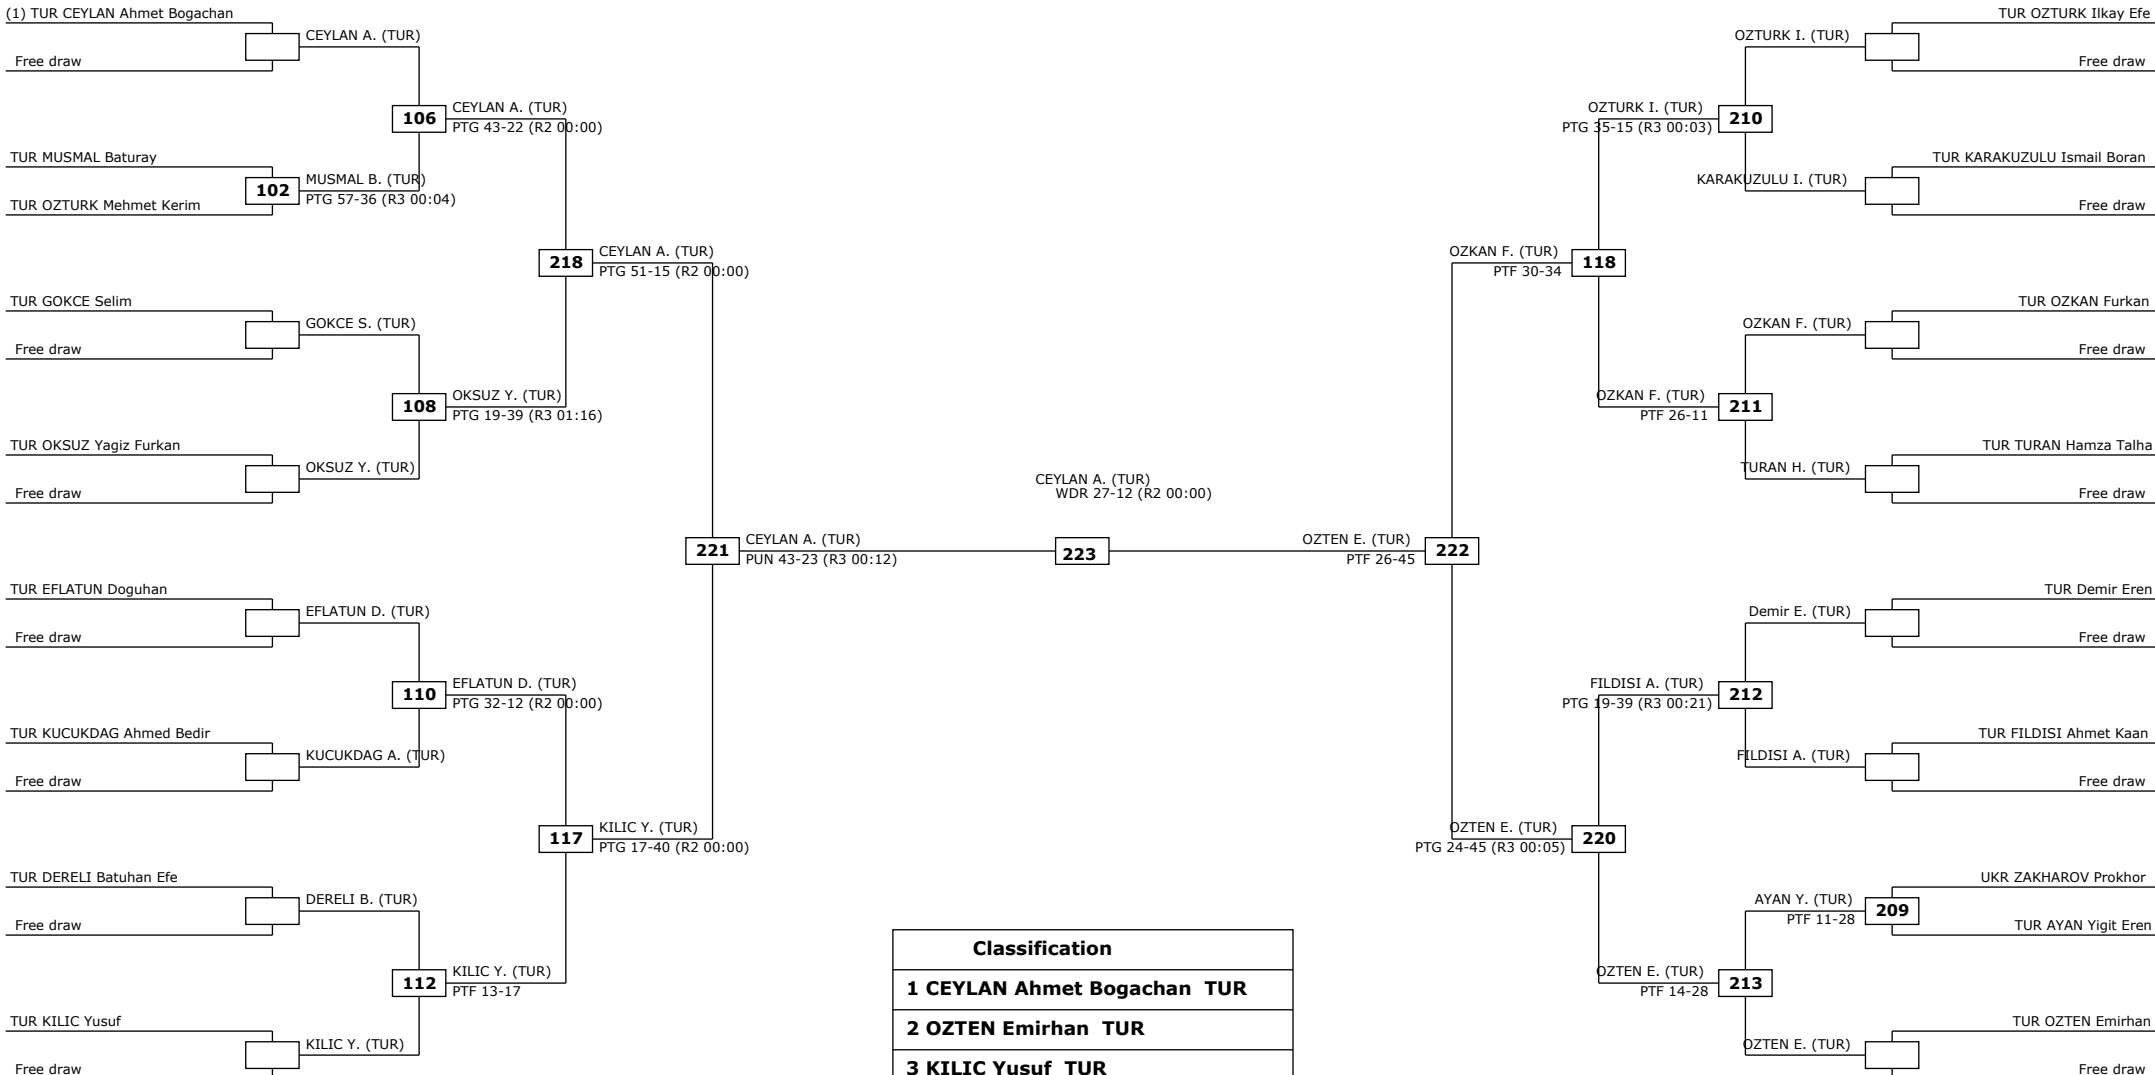 (1) TUR CEYLAN Ahmet Bogachan
Free draw
CEYLAN A. (TUR)
106
CEYLAN A. (TUR)
PTG 43-22 (R2 00:00)
TUR MUSMAL Baturay
TUR OZTURK Mehmet Kerim
102
MUSMAL B. (TUR)
PTG 57-36 (R3 00:04)
218
CEYLAN A. (TUR)
PTG 51-15 (R2 00:00)
TUR GOKCE Selim
Free draw
GOKCE S. (TUR)
108
OKSUZ Y. (TUR)
PTG 19-39 (R3 01:16)
TUR OKSUZ Yagiz Furkan
Free draw
OKSUZ Y. (TUR)
221
CEYLAN A. (TUR)
PUN 43-23 (R3 00:12)
TUR EFLATUN Doguhan
Free draw
EFLATUN D. (TUR)
110
EFLATUN D. (TUR)
PTG 32-12 (R2 00:00)
TUR KUCUKDAG Ahmed Bedir
Free draw
KUCUKDAG A. (TUR)
117
KILIC Y. (TUR)
PTG 17-40 (R2 00:00)
TUR DERELI Batuhan Efe
Free draw
DERELI B. (TUR)
112
KILIC Y. (TUR)
PTF 13-17
TUR KILIC Yusuf
Free draw
KILIC Y. (TUR)
CEYLAN A. (TUR)
WDR 27-12 (R2 00:00)
223
TUR OZTURK Ilkay Efe
Free draw
OZTURK I. (TUR)
OZTURK I. (TUR)
PTG 35-15 (R3 00:03)
210
TUR KARAKUZULU Ismail Boran
Free draw
KARAKUZULU I. (TUR)
OZKAN F. (TUR)
PTF 30-34
118
TUR OZKAN Furkan
Free draw
OZKAN F. (TUR)
OZKAN F. (TUR)
PTF 26-11
211
TUR TURAN Hamza Talha
Free draw
TURAN H. (TUR)
OZTEN E. (TUR)
PTF 26-45
222
TUR Demir Eren
Free draw
Demir E. (TUR)
FILDISI A. (TUR)
PTG 19-39 (R3 00:21)
212
TUR FILDISI Ahmet Kaan
Free draw
FILDISI A. (TUR)
OZTEN E. (TUR)
PTG 24-45 (R3 00:05)
220
UKR ZAKHAROV Prokhor
TUR AYAN Yigit Eren
AYAN Y. (TUR)
PTF 11-28
209
OZTEN E. (TUR)
PTF 14-28
213
TUR OZTEN Emirhan
Free draw
OZTEN E. (TUR)
Classification
1 CEYLAN Ahmet Bogachan TUR
2 OZTEN Emirhan TUR
3 KILIC Yusuf TUR